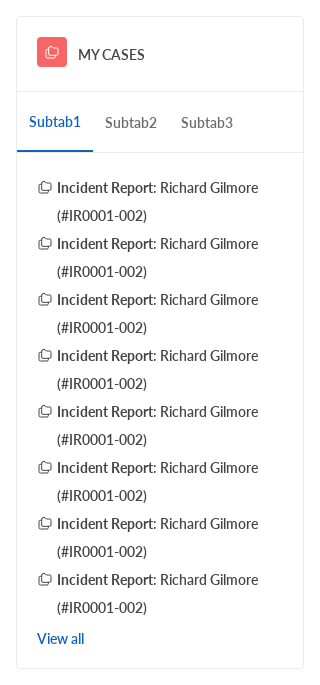 MY CASES
Subtab1 Subtab2 Subtab3
Incident Report: Richard Gilmore
(#IR0001-002)
Incident Report: Richard Gilmore
(#IR0001-002)
Incident Report: Richard Gilmore
(#IR0001-002)
Incident Report: Richard Gilmore
(#IR0001-002)
Incident Report: Richard Gilmore
(#IR0001-002)
Incident Report: Richard Gilmore
(#IR0001-002)
Incident Report: Richard Gilmore
(#IR0001-002)
Incident Report: Richard Gilmore
(#IR0001-002)
View all